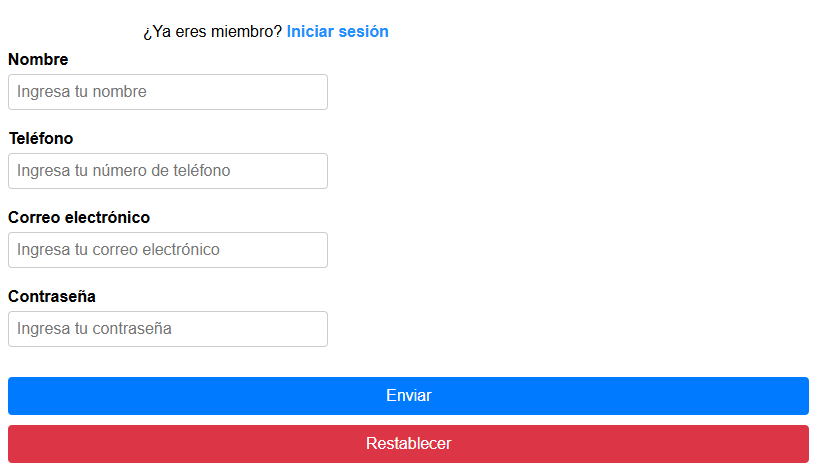 ¿Ya eres miembro? Iniciar sesión
Nombre
Ingresa tu nombre
Teléfono
Ingresa tu número de teléfono
Correo electrónico
Ingresa tu correo electrónico
Contraseña
Ingresa tu contraseña
Enviar
Restablecer